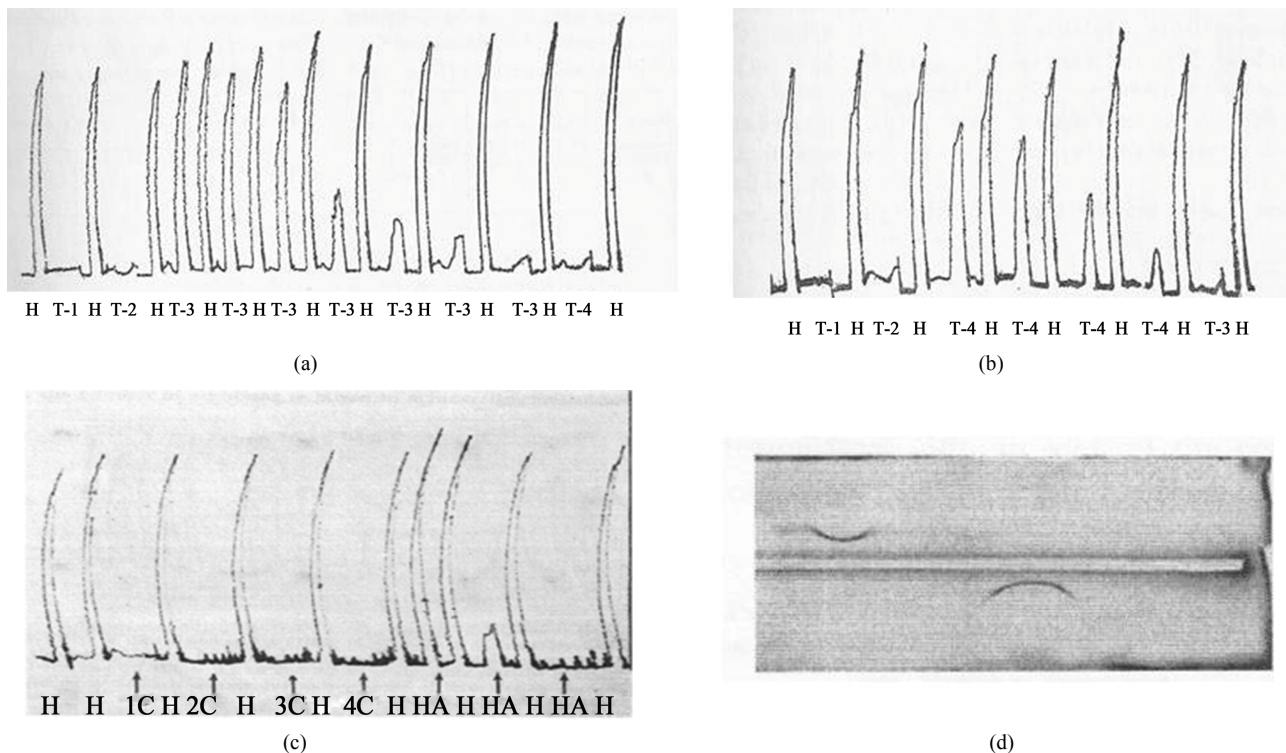 H T-1 H T-2 H T-3 H T-3 H T-3 H T-3 H T-3 H T-3 H T-3 H T-4 H
(a)
H T-1 H T-2 H T-4 H T-4 H T-4 H T-4 H T-3 H
(b)
H H 1C H 2C H 3C H 4C H HA H HA H HA H
(c)
(d)